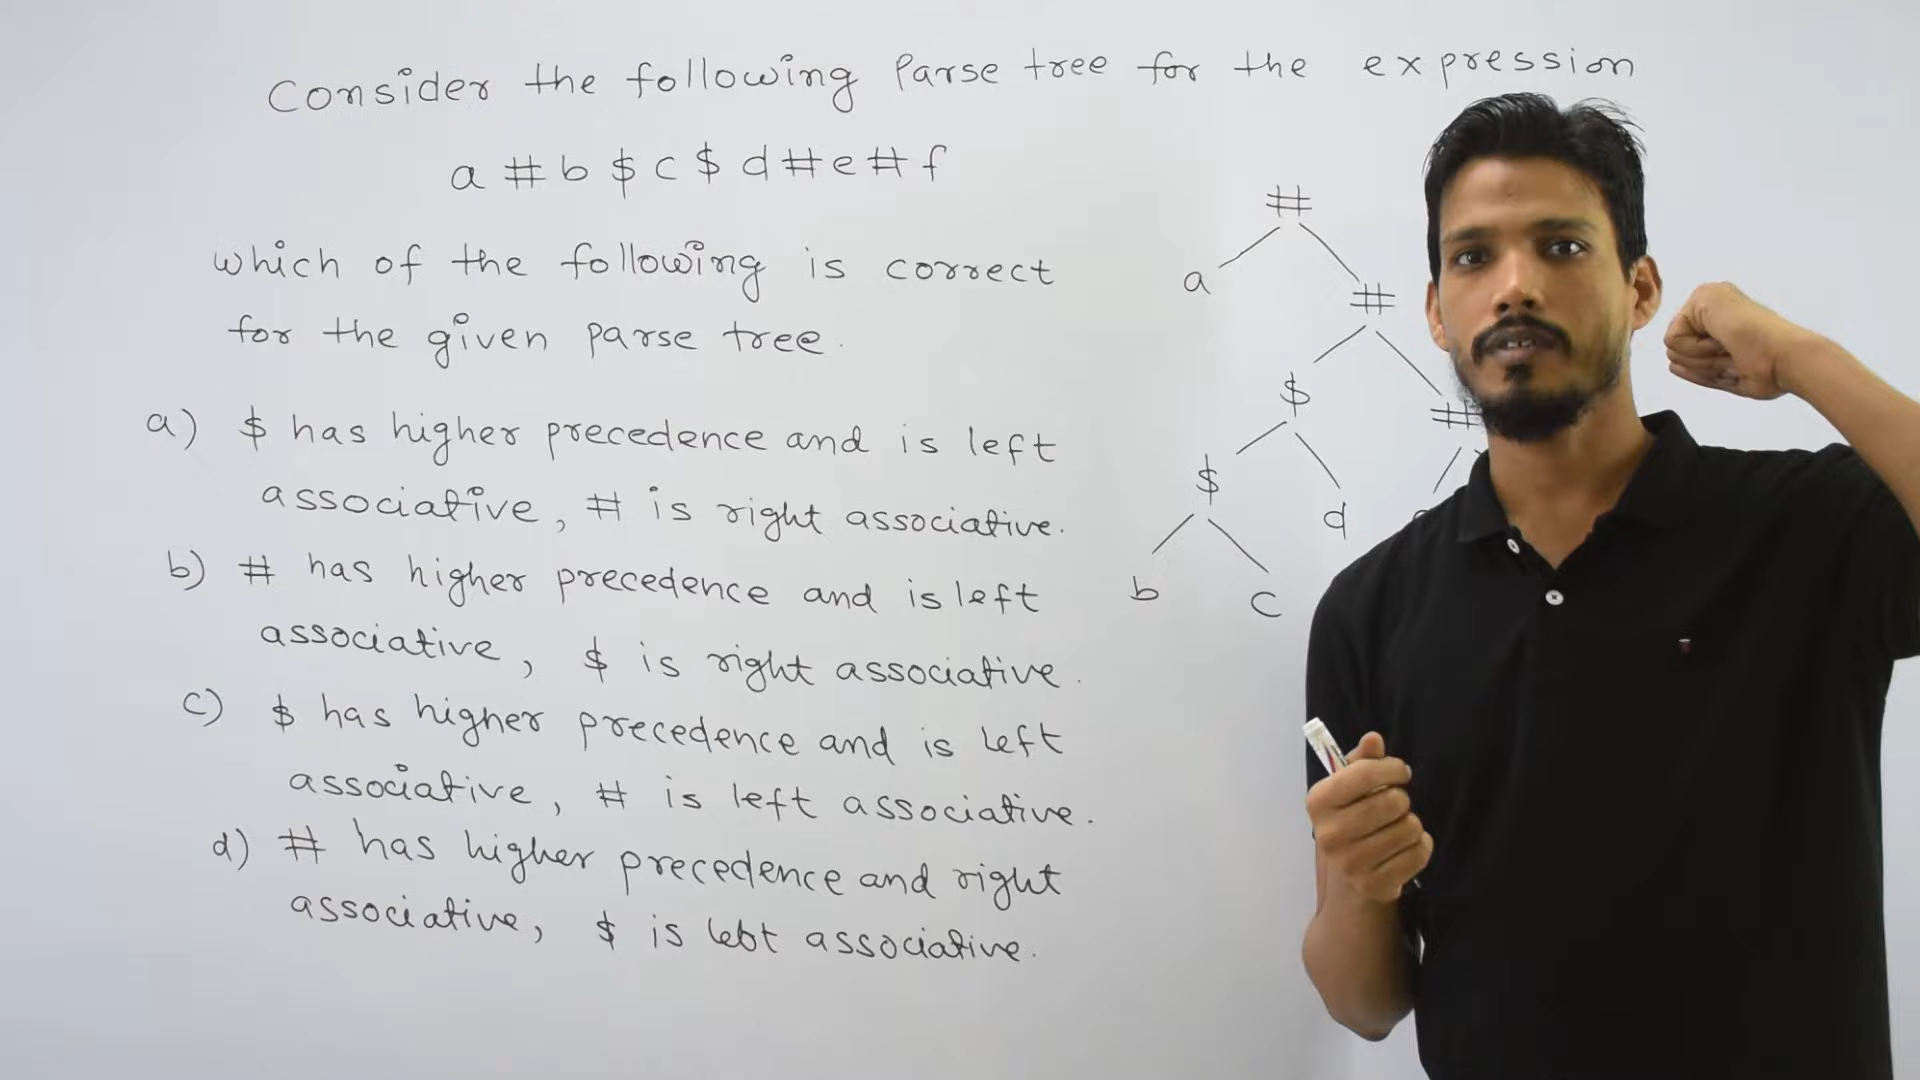 Consider the following Parse tree for the expression
a # b $ c $ d # e # f
which of the following is correct
for the given parse tree.
a) $ has higher precedence and is left
associative, # is right associative.
b) # has higher precedence and is left
associative, $ is right associative.
c) $ has higher precedence and is left
associative, # is left associative.
d) # has higher precedence and right
associative, $ is lebt associative.
#
a #
$ #
$ d
b c